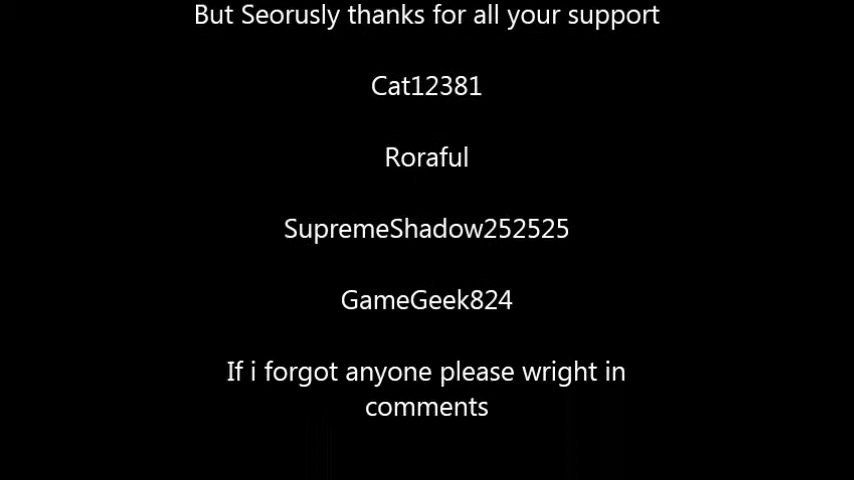 But Seorusly thanks for all your support
Cat12381
Roraful
SupremeShadow252525
GameGeek824
If i forgot anyone please wright in
comments